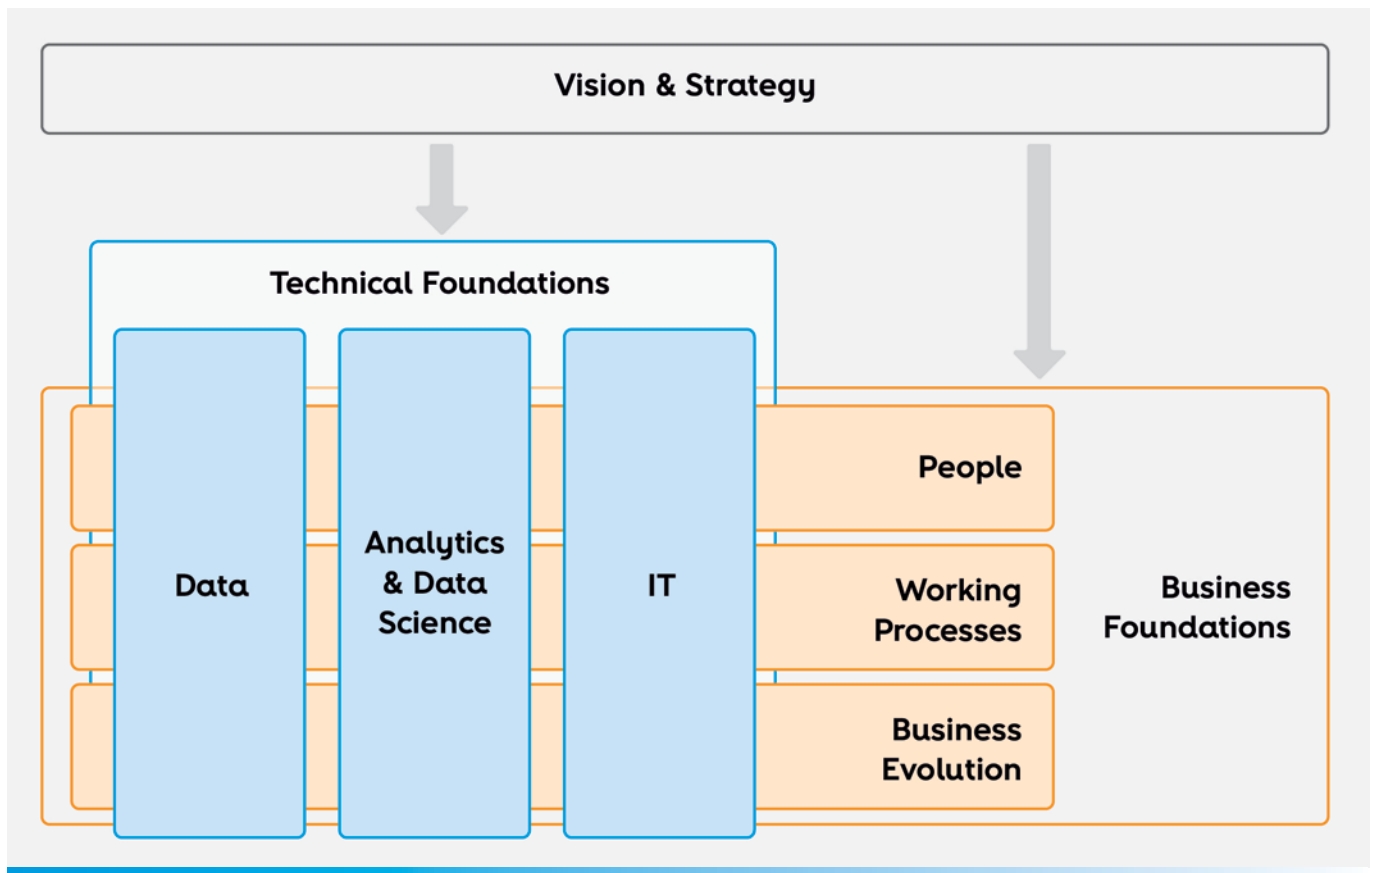 Vision & Strategy
Technical Foundations
Data
Analytics
& Data
Science
IT
People
Working
Processes
Business
Evolution
Business
Foundations